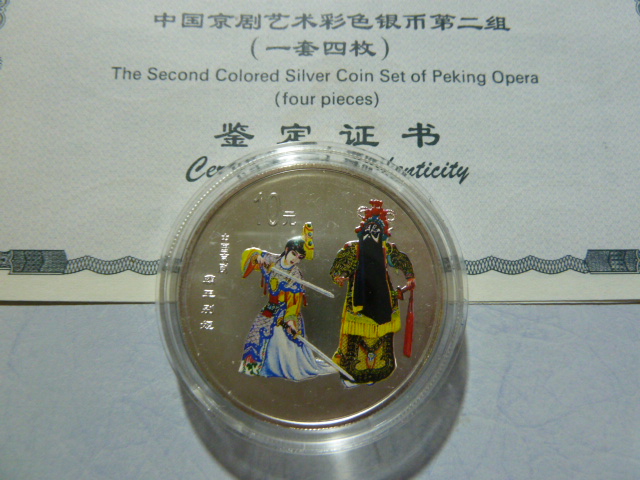 中国京剧艺术彩色银币第二组
(一套四枚)
The Second Colored Silver Coin Set of Peking Opera
(four pieces)
鉴定证书
10元
霸王别姬